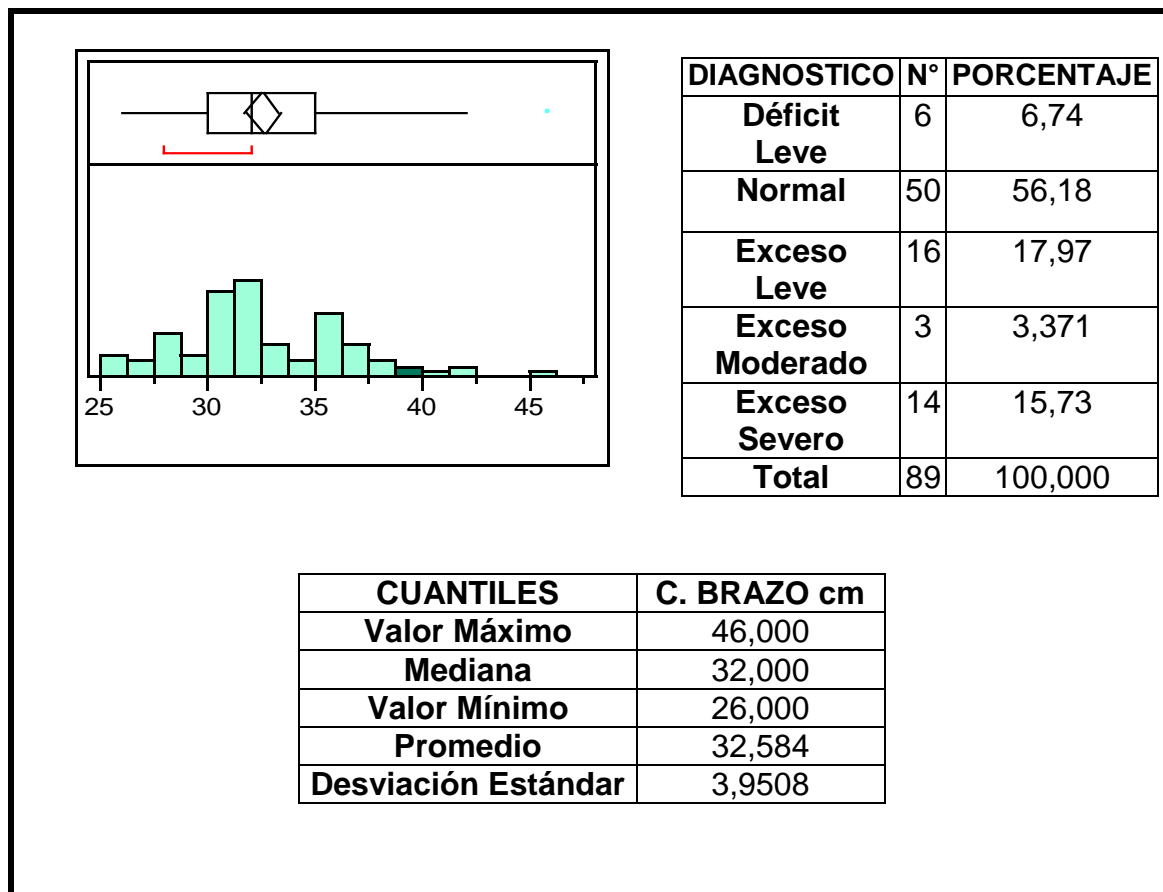 25 30 35 40 45
DIAGNOSTICO N° PORCENTAJE
Déficit Leve 6 6,74
Normal 50 56,18
Exceso Leve 16 17,97
Exceso Moderado 3 3,371
Exceso Severo 14 15,73
Total 89 100,000
CUANTILES C. BRAZO cm
Valor Máximo 46,000
Mediana 32,000
Valor Mínimo 26,000
Promedio 32,584
Desviación Estándar 3,9508